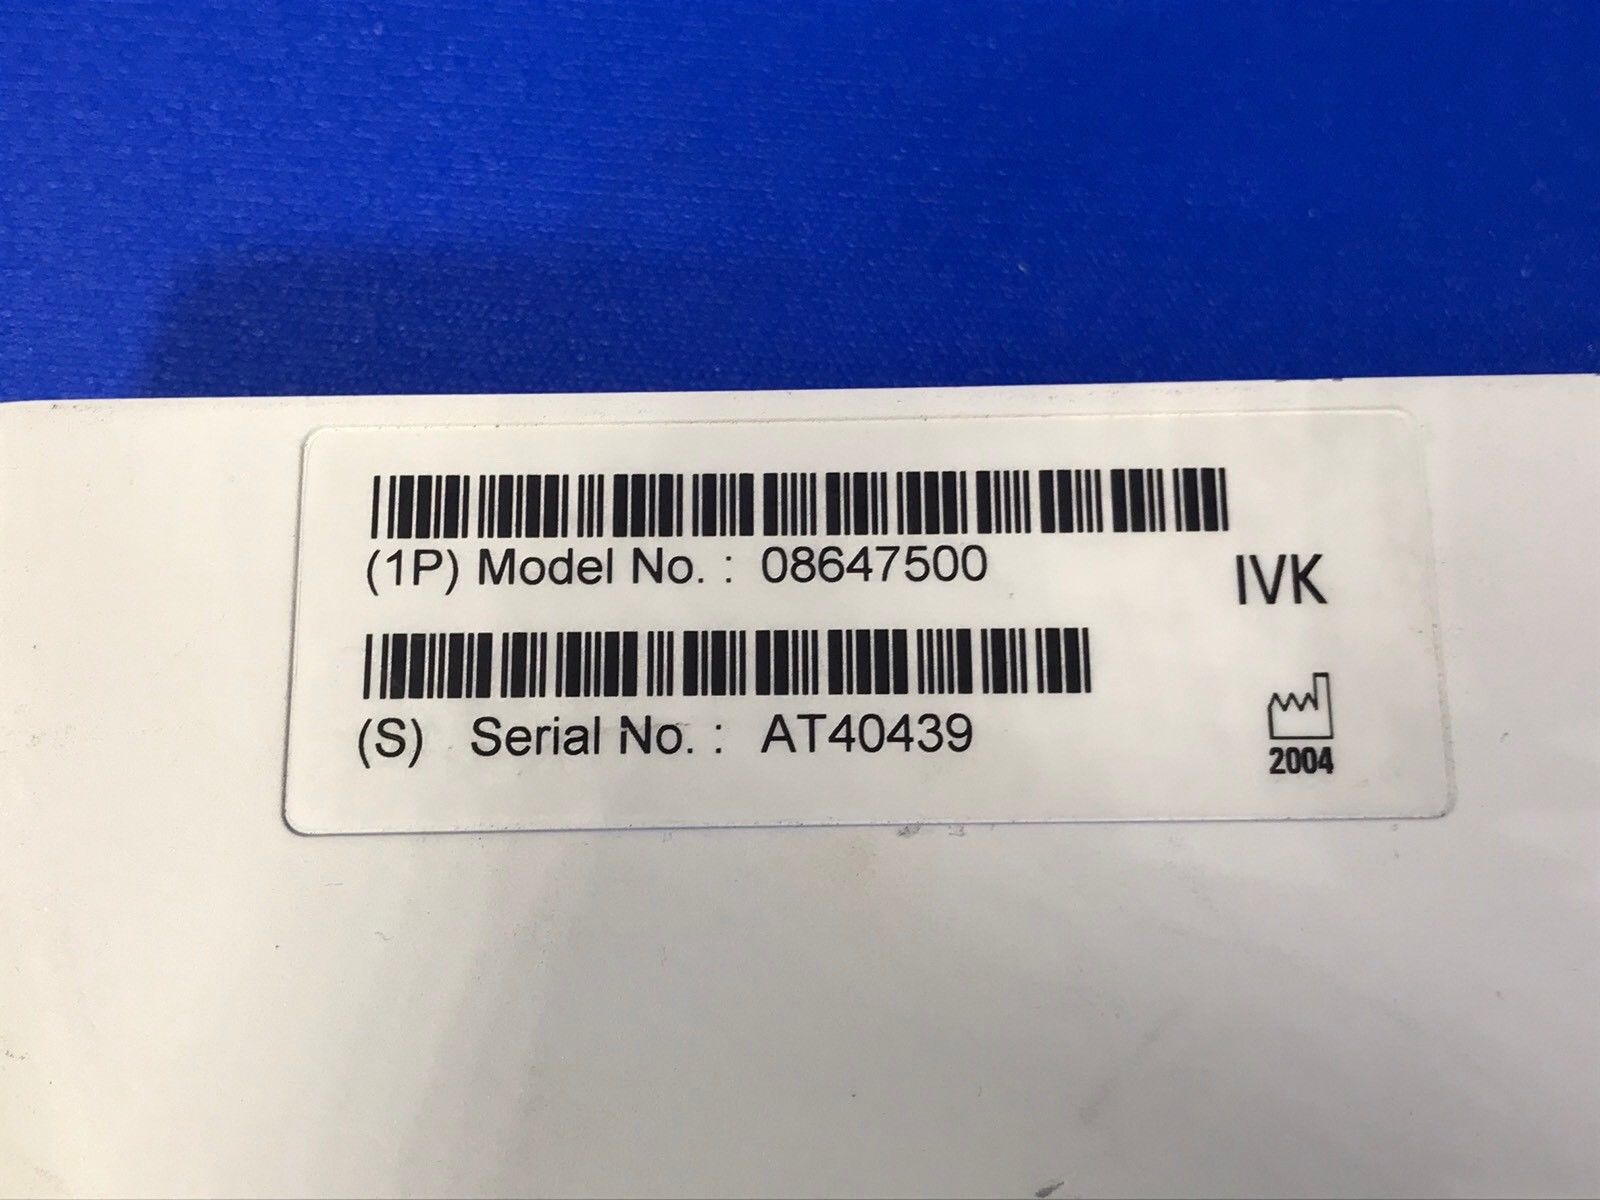 (1P) Model No. : 08647500
IVK
(S) Serial No. : AT40439
2004